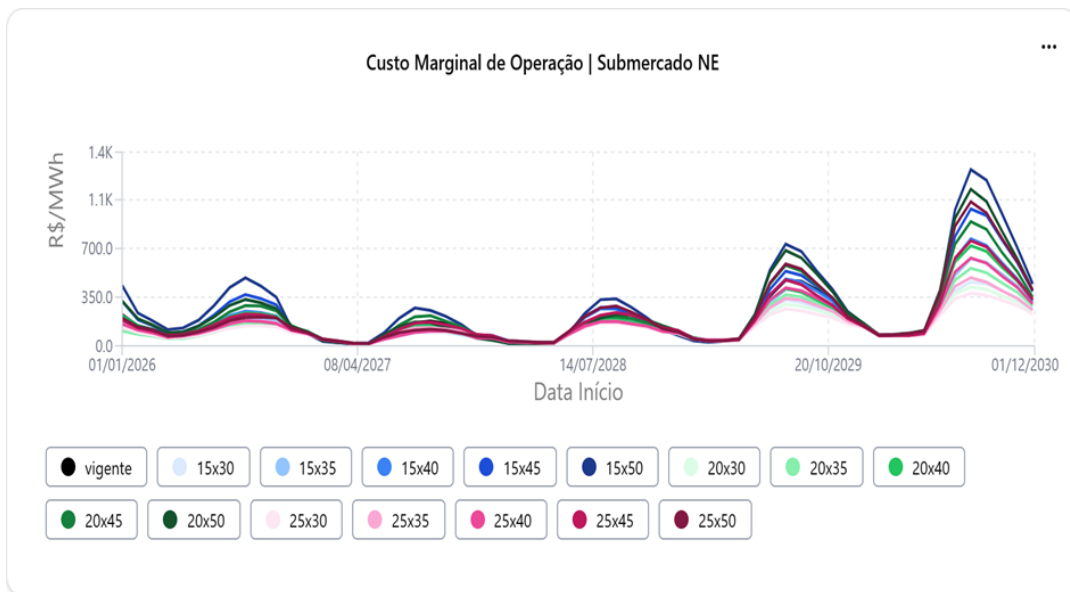 ...
Custo Marginal de Operação | Submercado NE
R$/MWh
1.4K
1.1K
700.0
350.0
0.0
01/01/2026 08/04/2027 14/07/2028 20/10/2029 01/12/2030
Data Início
vigente 15x30 15x35 15x40 15x45 15x50 20x30 20x35 20x40
20x45 20x50 25x30 25x35 25x40 25x45 25x50